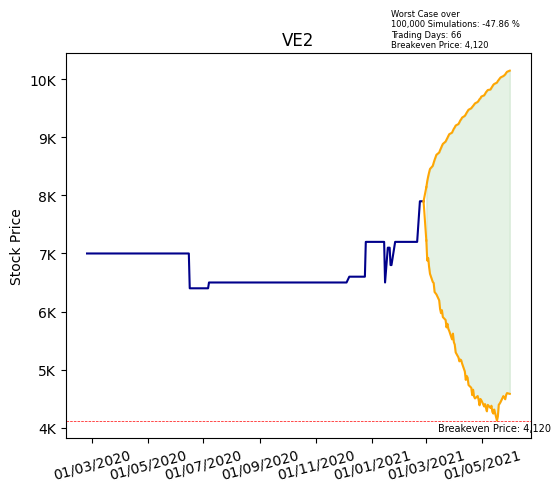 Worst Case over
100,000 Simulations: -47.86 %
Trading Days: 66
Breakeven Price: 4,120
VE2
Stock Price
10K
9K
8K
7K
6K
5K
4K
Breakeven Price: 4,120
01/03/2020
01/05/2020
01/07/2020
01/09/2020
01/11/2020
01/01/2021
01/03/2021
01/05/2021